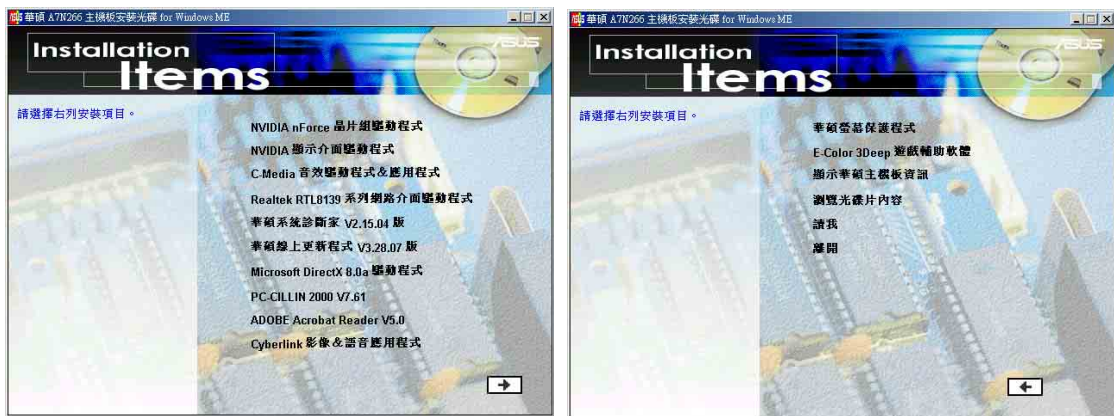 華碩 A7N266 主機板安裝光碟 for Windows ME
Installation
Items
/SUS
請選擇右列安裝項目。
NVIDIA nForce 晶片組驅動程式
NVIDIA 顯示介面驅動程式
C-Media 音效驅動程式&應用程式
Realtek RTL8139 系列網路介面驅動程式
華碩系統診斷家 V2.15.04 版
華碩線上更新程式 V3.28.07 版
Microsoft DirectX 8.0a 驅動程式
PC-CILLIN 2000 V7.61
ADOBE Acrobat Reader V5.0
Cyberlink 影像&語音應用程式
華碩 A7N266 主機板安裝光碟 for Windows ME
Installation
Items
/SUS
請選擇右列安裝項目。
華碩螢幕保護程式
E-Color 3Deep 遊戲輔助軟體
顯示華碩主機板資訊
瀏覽光碟片內容
讀我
離開